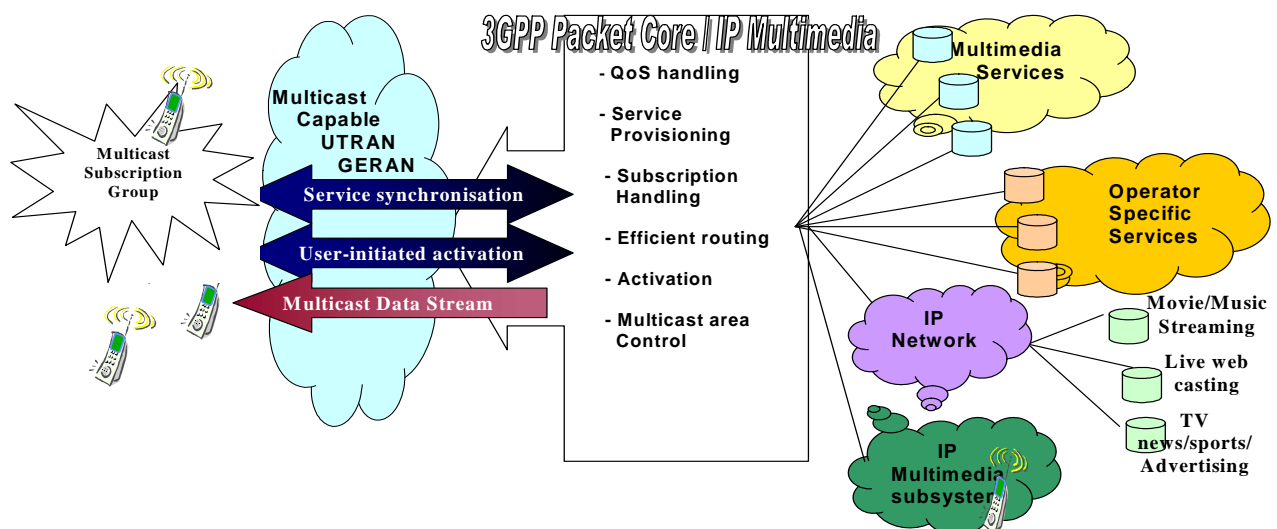 3GPP Packet Core / IP Multimedia
Multicast
Subscription
Group
Multicast
Capable
UTRAN
GERAN
Service synchronisation
User-initiated activation
Multicast Data Stream
- QoS handling
- Service
Provisioning
- Subscription
Handling
- Efficient routing
- Activation
- Multicast area
Control
Multimedia
Services
Operator
Specific
Services
IP
Network
Movie/Music
Streaming
Live web
casting
TV
news/sports/
Advertising
IP
Multimedia
subsystem